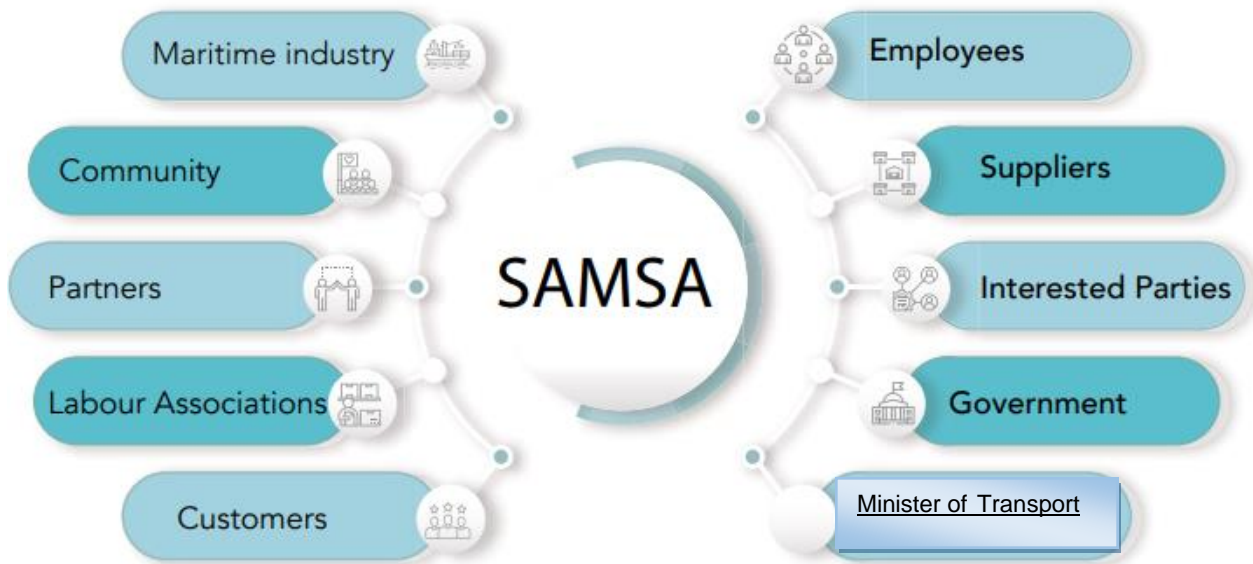 Maritime industry
Community
Partners
Labour Associations
Customers
SAMSA
Employees
Suppliers
Interested Parties
Government
Minister of Transport